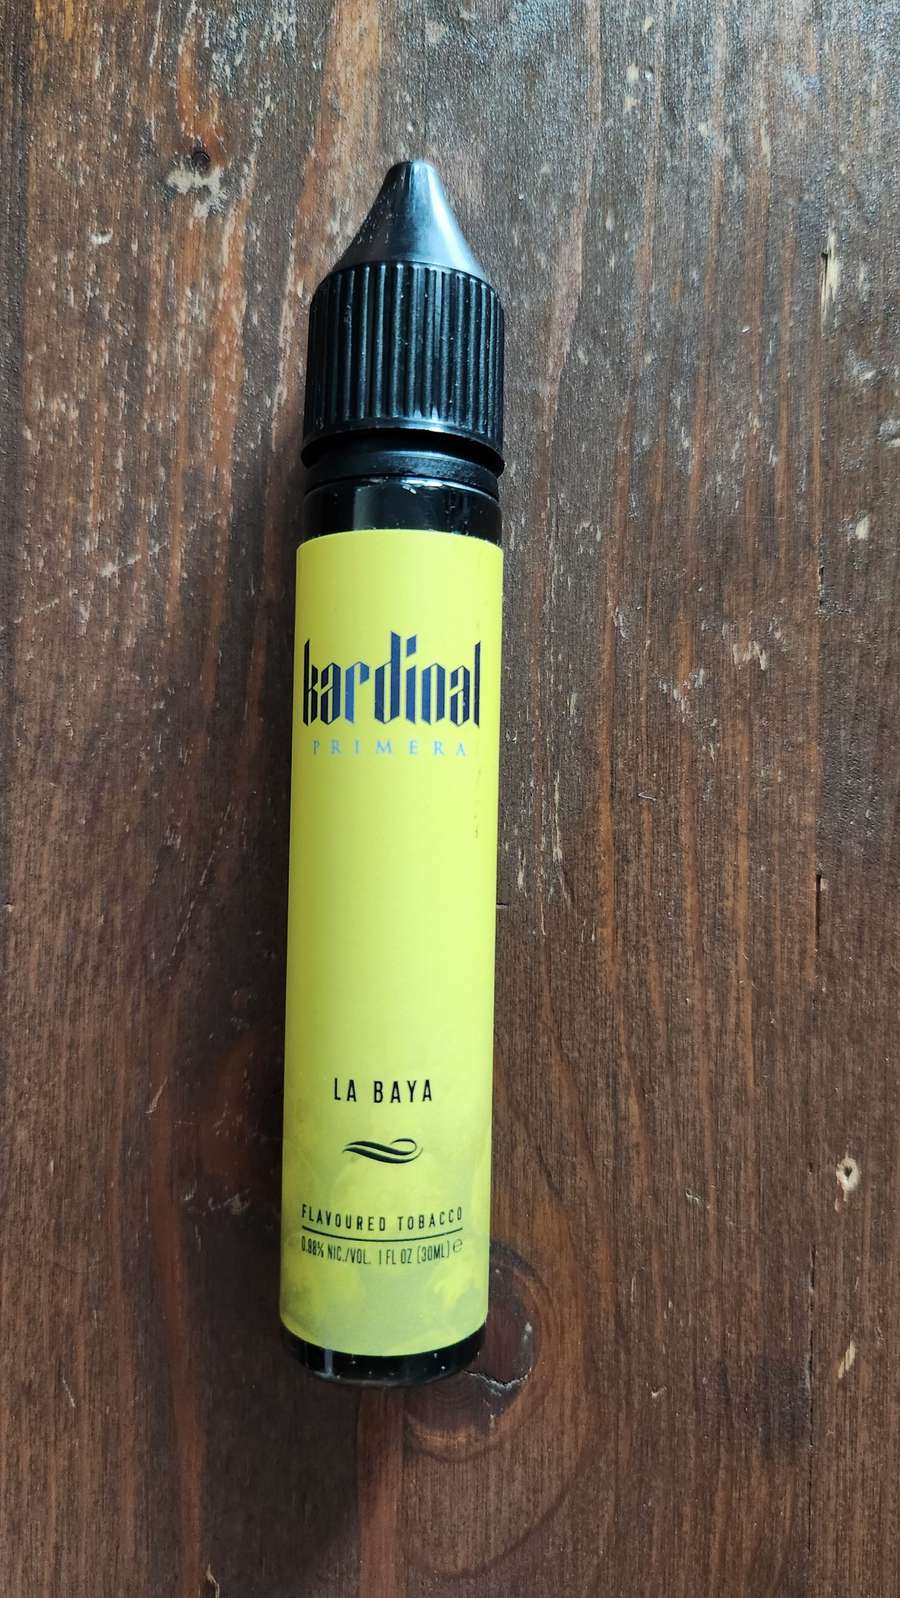 kardinal
PRIMERA
LA BAYA
FLAVOURED TOBACCO
0.88% NIC./VOL. 1 FL OZ (30ML) ℮